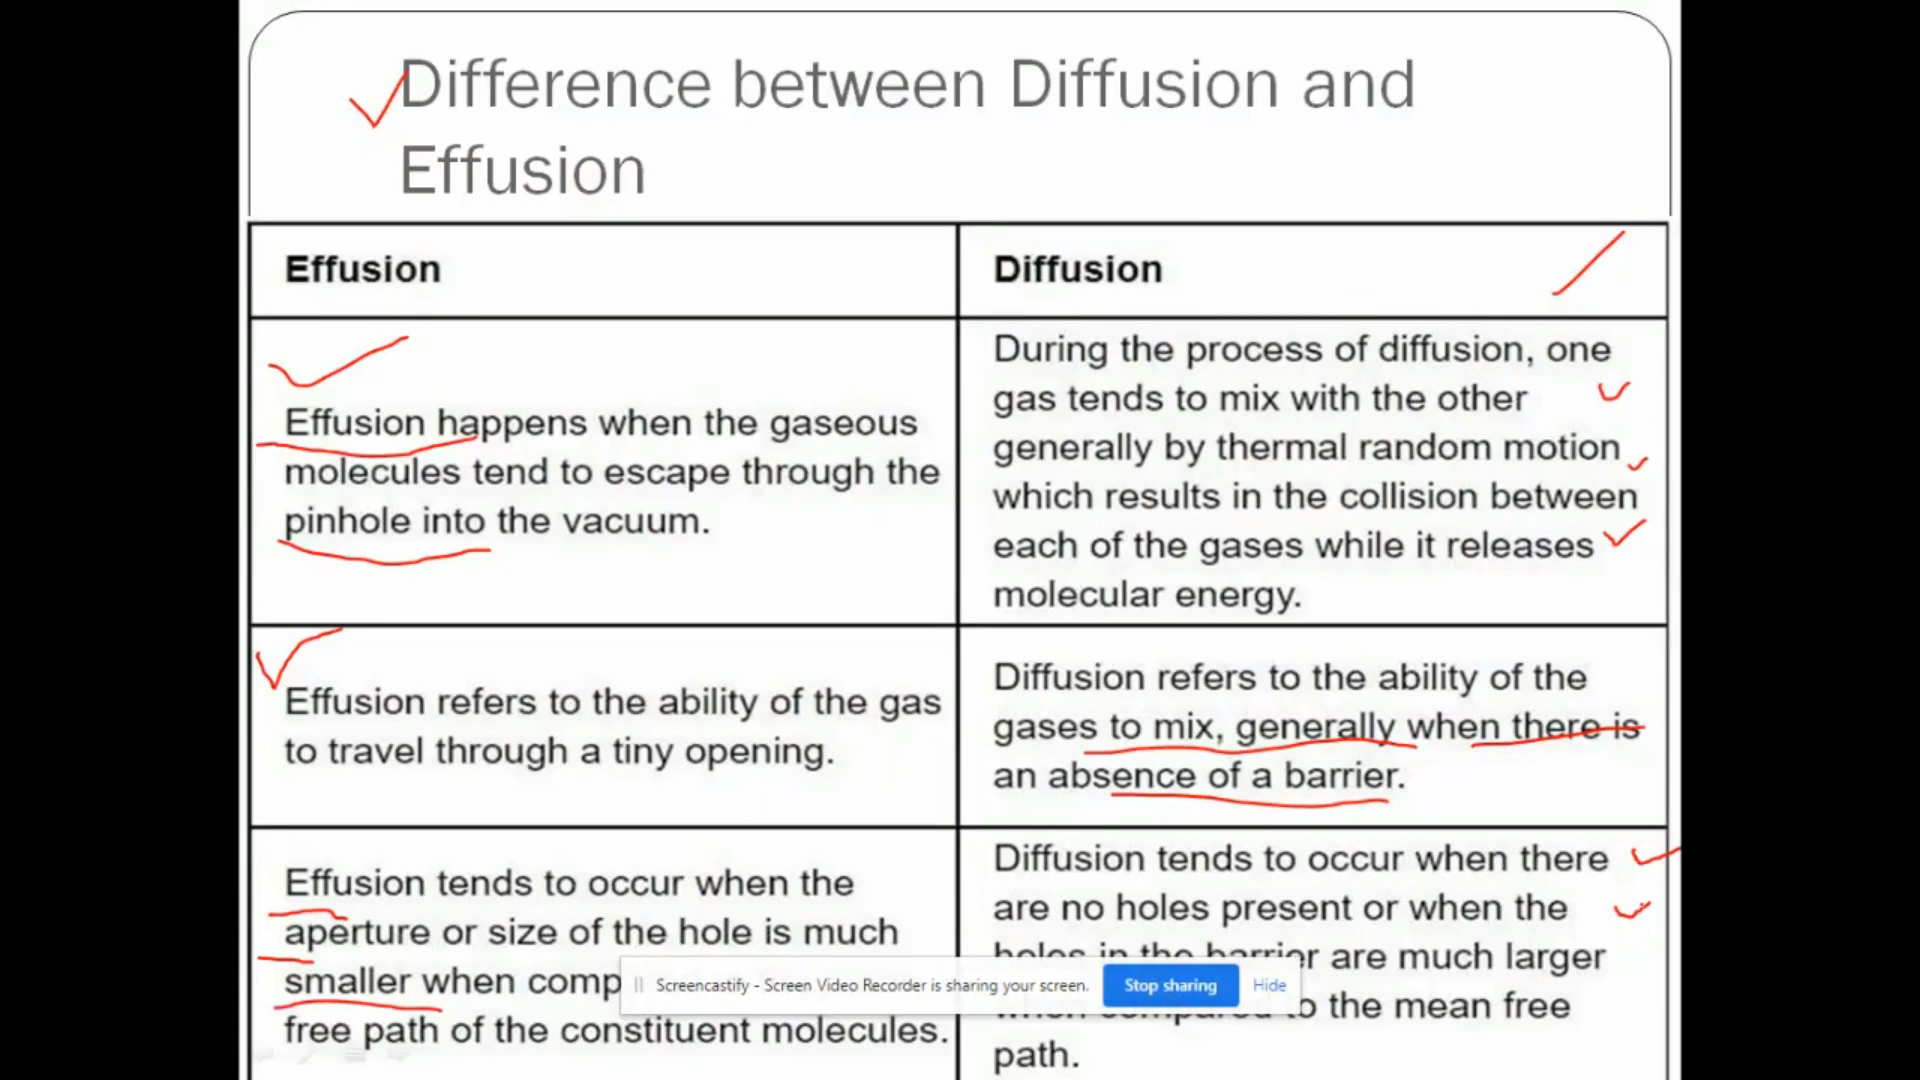 Difference between Diffusion and
Effusion
Effusion
Diffusion
Effusion happens when the gaseous
molecules tend to escape through the
pinhole into the vacuum.
During the process of diffusion, one
gas tends to mix with the other
generally by thermal random motion
which results in the collision between
each of the gases while it releases
molecular energy.
Effusion refers to the ability of the gas
to travel through a tiny opening.
Diffusion refers to the ability of the
gases to mix, generally when there is
an absence of a barrier.
Effusion tends to occur when the
aperture or size of the hole is much
smaller when comp
free path of the constituent molecules.
Diffusion tends to occur when there
are no holes present or when the
holes in the barrier are much larger
when compared to the mean free
path.
Screencastify - Screen Video Recorder is sharing your screen.
Stop sharing
Hide